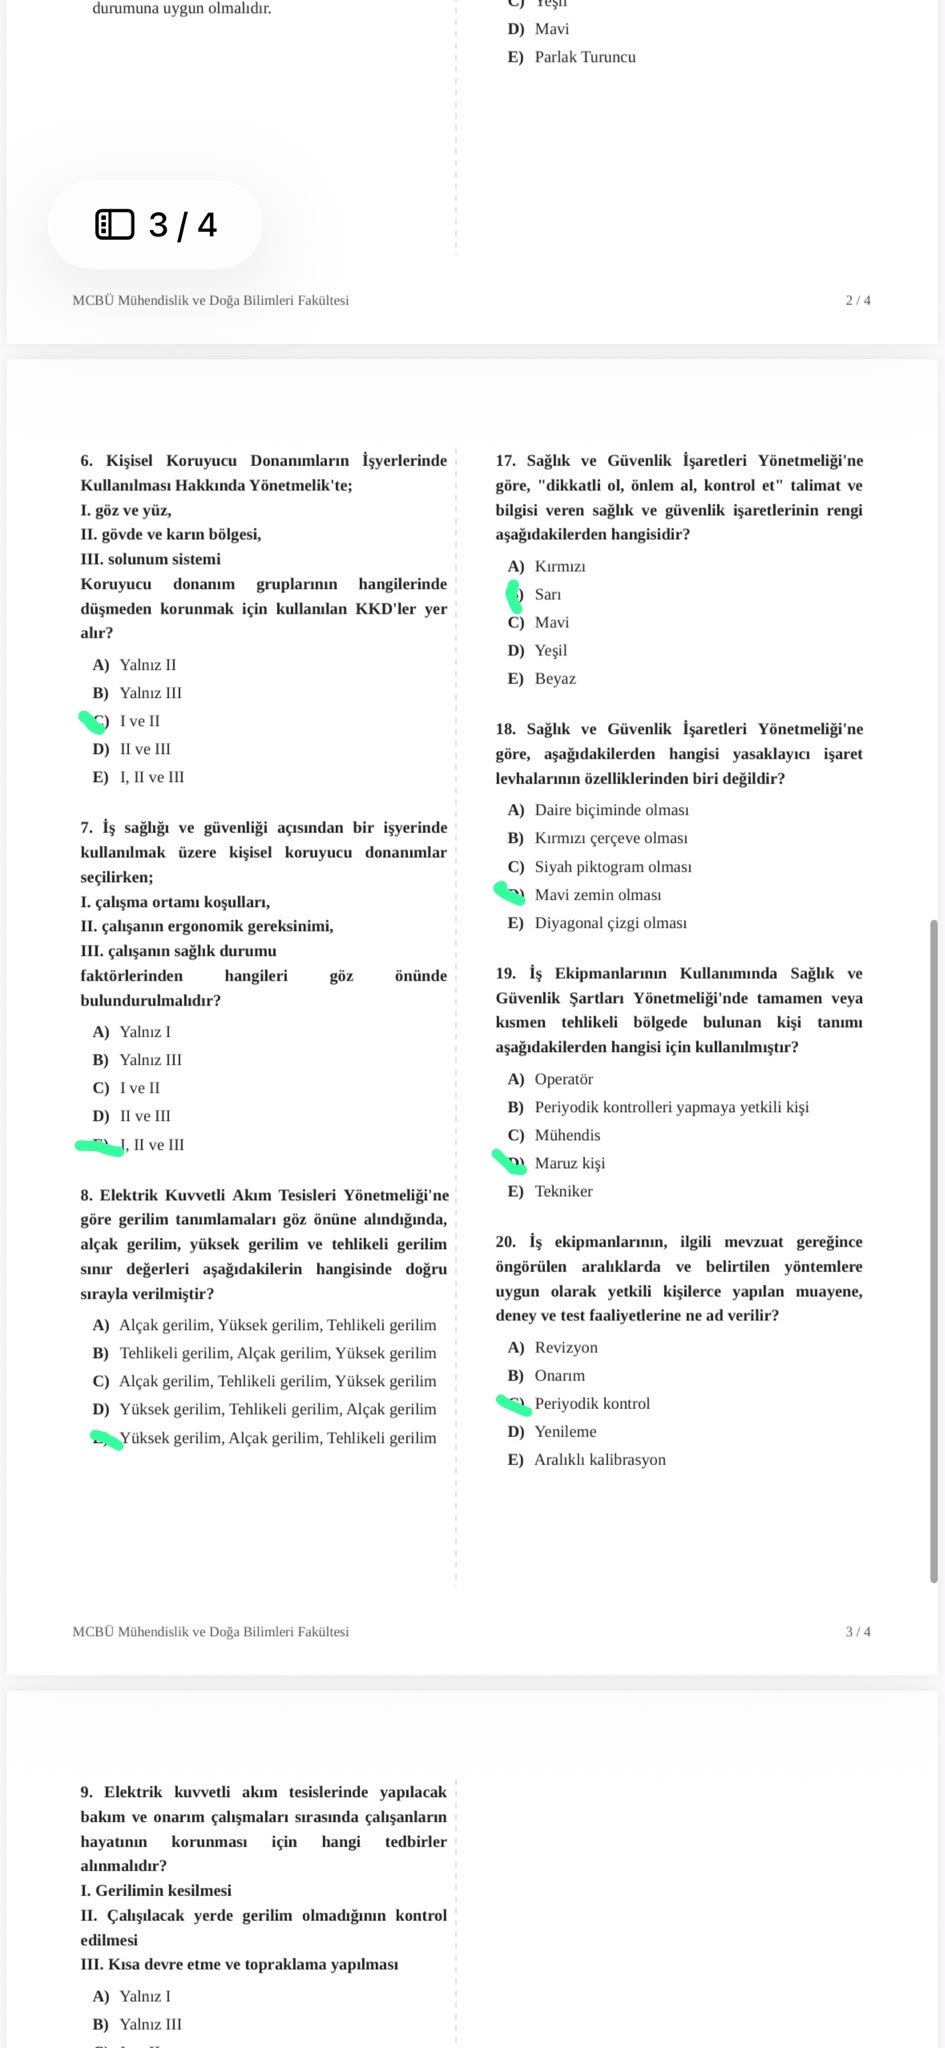 durumuna uygun olmalıdır.
C) Yeşil
D) Mavi
E) Parlak Turuncu
3 / 4
MCBÜ Mühendislik ve Doğa Bilimleri Fakültesi
2 / 4
6. Kişisel Koruyucu Donanımların İşyerlerinde
Kullanılması Hakkında Yönetmelik'te;
I. göz ve yüz,
II. gövde ve karın bölgesi,
III. solunum sistemi
Koruyucu donanım gruplarının hangilerinde
düşmeden korunmak için kullanılan KKD'ler yer
alır?
A) Yalnız II
B) Yalnız III
C) I ve II
D) II ve III
E) I, II ve III
7. İş sağlığı ve güvenliği açısından bir işyerinde
kullanılmak üzere kişisel koruyucu donanımlar
seçilirken;
I. çalışma ortamı koşulları,
II. çalışanın ergonomik gereksinimi,
III. çalışanın sağlık durumu
faktörlerinden hangileri göz önünde
bulundurulmalıdır?
A) Yalnız I
B) Yalnız III
C) I ve II
D) II ve III
E) I, II ve III
8. Elektrik Kuvvetli Akım Tesisleri Yönetmeliği'ne
göre gerilim tanımlamaları göz önüne alındığında,
alçak gerilim, yüksek gerilim ve tehlikeli gerilim
sınır değerleri aşağıdakilerin hangisinde doğru
sırayla verilmiştir?
A) Alçak gerilim, Yüksek gerilim, Tehlikeli gerilim
B) Tehlikeli gerilim, Alçak gerilim, Yüksek gerilim
C) Alçak gerilim, Tehlikeli gerilim, Yüksek gerilim
D) Yüksek gerilim, Tehlikeli gerilim, Alçak gerilim
E) Yüksek gerilim, Alçak gerilim, Tehlikeli gerilim
17. Sağlık ve Güvenlik İşaretleri Yönetmeliği'ne
göre, "dikkatli ol, önlem al, kontrol et" talimat ve
bilgisi veren sağlık ve güvenlik işaretlerinin rengi
aşağıdakilerden hangisidir?
A) Kırmızı
B) Sarı
C) Mavi
D) Yeşil
E) Beyaz
18. Sağlık ve Güvenlik İşaretleri Yönetmeliği'ne
göre, aşağıdakilerden hangisi yasaklayıcı işaret
levhalarının özelliklerinden biri değildir?
A) Daire biçiminde olması
B) Kırmızı çerçeve olması
C) Siyah piktogram olması
D) Mavi zemin olması
E) Diyagonal çizgi olması
19. İş Ekipmanlarının Kullanımında Sağlık ve
Güvenlik Şartları Yönetmeliği'nde tamamen veya
kısmen tehlikeli bölgede bulunan kişi tanımı
aşağıdakilerden hangisi için kullanılmıştır?
A) Operatör
B) Periyodik kontrolleri yapmaya yetkili kişi
C) Mühendis
D) Maruz kişi
E) Tekniker
20. İş ekipmanlarının, ilgili mevzuat gereğince
öngörülen aralıklarda ve belirtilen yöntemlere
uygun olarak yetkili kişilerce yapılan muayene,
deney ve test faaliyetlerine ne ad verilir?
A) Revizyon
B) Onarım
C) Periyodik kontrol
D) Yenileme
E) Aralıklı kalibrasyon
MCBÜ Mühendislik ve Doğa Bilimleri Fakültesi
3 / 4
9. Elektrik kuvvetli akım tesislerinde yapılacak
bakım ve onarım çalışmaları sırasında çalışanların
hayatının korunması için hangi tedbirler
alınmalıdır?
I. Gerilimin kesilmesi
II. Çalışılacak yerde gerilim olmadığının kontrol
edilmesi
III. Kısa devre etme ve topraklama yapılması
A) Yalnız I
B) Yalnız III